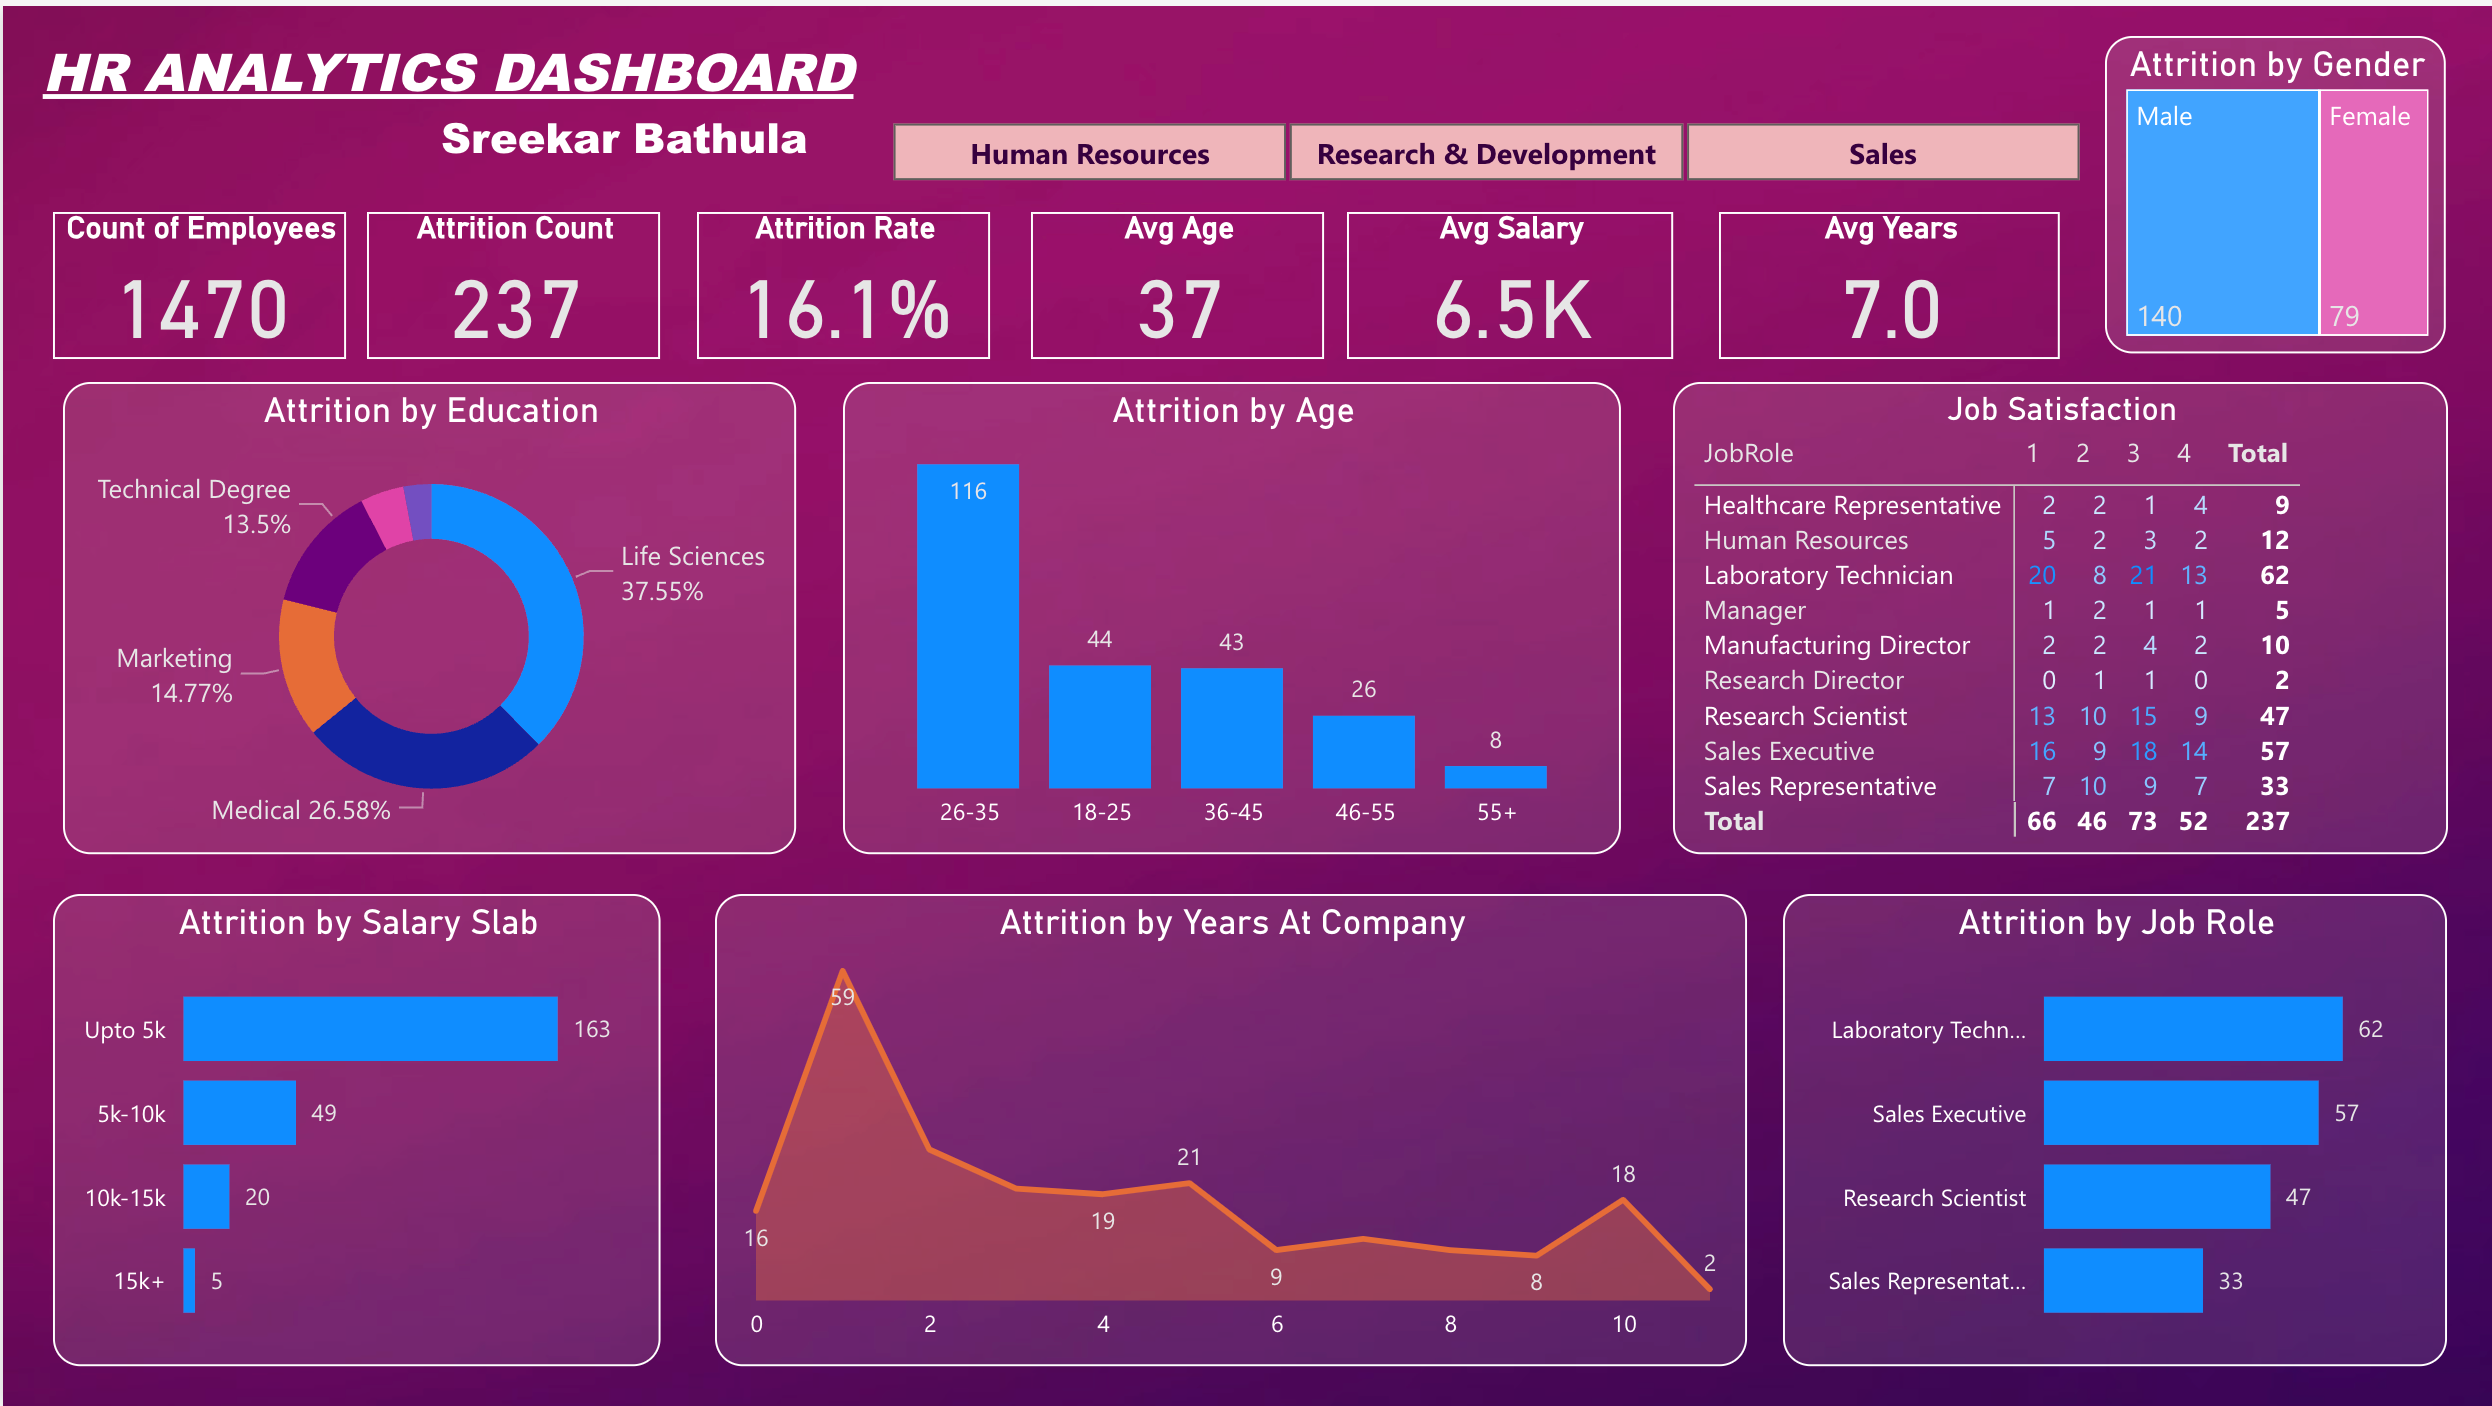 HR ANALYTICS DASHBOARD
Sreekar Bathula
Human Resources
Research & Development
Sales
Attrition by Gender
Male
Female
140
79
Count of Employees
1470
Attrition Count
237
Attrition Rate
16.1%
Avg Age
37
Avg Salary
6.5K
Avg Years
7.0
Attrition by Education
Technical Degree
13.5%
Life Sciences
37.55%
Marketing
14.77%
Medical 26.58%
Attrition by Age
116
44
43
26
8
26-35 18-25 36-45 46-55 55+
Job Satisfaction
JobRole 1 2 3 4 Total
Healthcare Representative 2 2 1 4 9
Human Resources 5 2 3 2 12
Laboratory Technician 20 8 21 13 62
Manager 1 2 1 1 5
Manufacturing Director 2 2 4 2 10
Research Director 0 1 1 0 2
Research Scientist 13 10 15 9 47
Sales Executive 16 9 18 14 57
Sales Representative 7 10 9 7 33
Total 66 46 73 52 237
Attrition by Salary Slab
Upto 5k 163
5k-10k 49
10k-15k 20
15k+ 5
Attrition by Years At Company
59
21
18
19
16
2
9
8
0 2 4 6 8 10
Attrition by Job Role
Laboratory Techn... 62
Sales Executive 57
Research Scientist 47
Sales Representat... 33